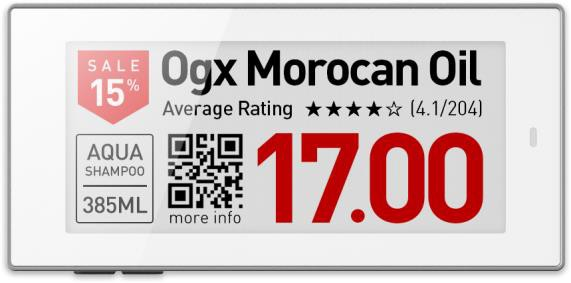 SALE
15%
Ogx Morocan Oil
Average Rating ★★★★☆ (4.1/204)
AQUA
SHAMPOO
385ML
more info
17.00